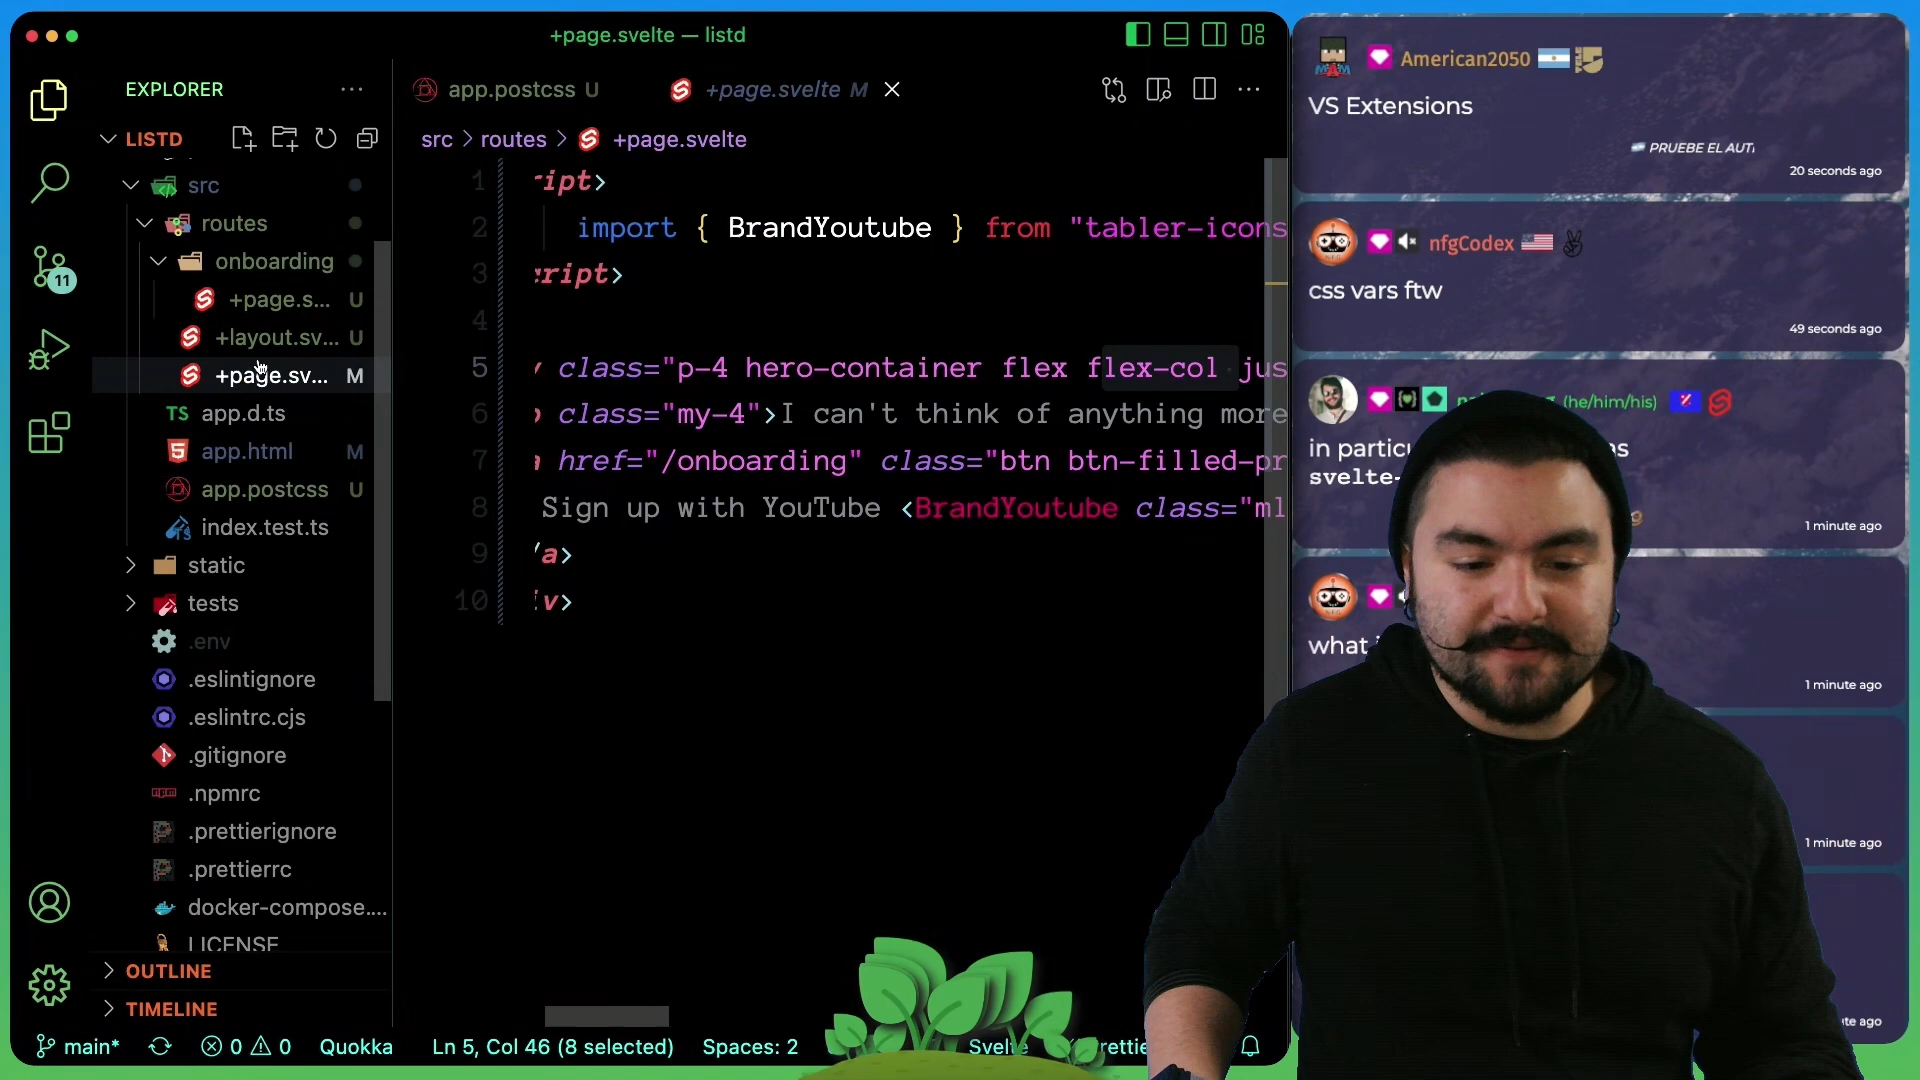 +page.svelte — listd
EXPLORER
LISTD
src
routes
onboarding
+page.s... U
+layout.sv... U
+page.sv... M
TS app.d.ts
app.html M
app.postcss U
index.test.ts
static
tests
.env
.eslintignore
.eslintrc.cjs
.gitignore
.npmrc
.prettierignore
.prettierrc
docker-compose....
LICENSE
OUTLINE
TIMELINE
11
app.postcss U
+page.svelte M
src > routes > +page.svelte
1 ript>
2 import { BrandYoutube } from "tabler-icons
3 cript>
4
5 class="p-4 hero-container flex flex-col jus
6 class="my-4">I can't think of anything more
7 href="/onboarding" class="btn btn-filled-pr
8 Sign up with YouTube <BrandYoutube class="ml
9 /a>
10 iv>
main* 0 0 Quokka Ln 5, Col 46 (8 selected) Spaces: 2 Svelte
American2050
VS Extensions
PRUEBE EL AUT
20 seconds ago
nfgCodex
css vars ftw
49 seconds ago
(he/him/his)
in
svelte-
1 minute ago
what
1 minute ago
1 minute ago
ago